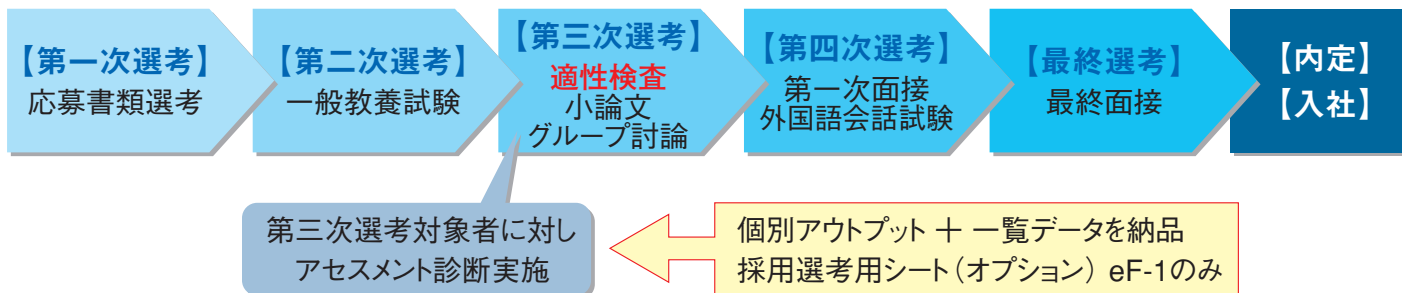 【第一次選考】
応募書類選考
【第二次選考】
一般教養試験
【第三次選考】
適性検査
小論文
グループ討論
【第四次選考】
第一次面接
外国語会話試験
【最終選考】
最終面接
【内定】
【入社】
第三次選考対象者に対し
アセスメント診断実施
個別アウトプット ＋ 一覧データを納品
採用選考用シート（オプション） eF-1のみ